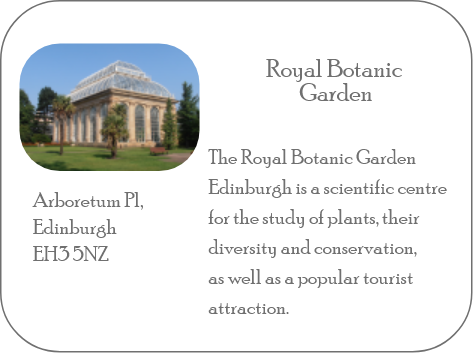 Royal Botanic
Garden
The Royal Botanic Garden
Edinburgh is a scientific centre
for the study of plants, their
diversity and conservation,
as well as a popular tourist
attraction.
Arboretum Pl,
Edinburgh
EH3 5NZ